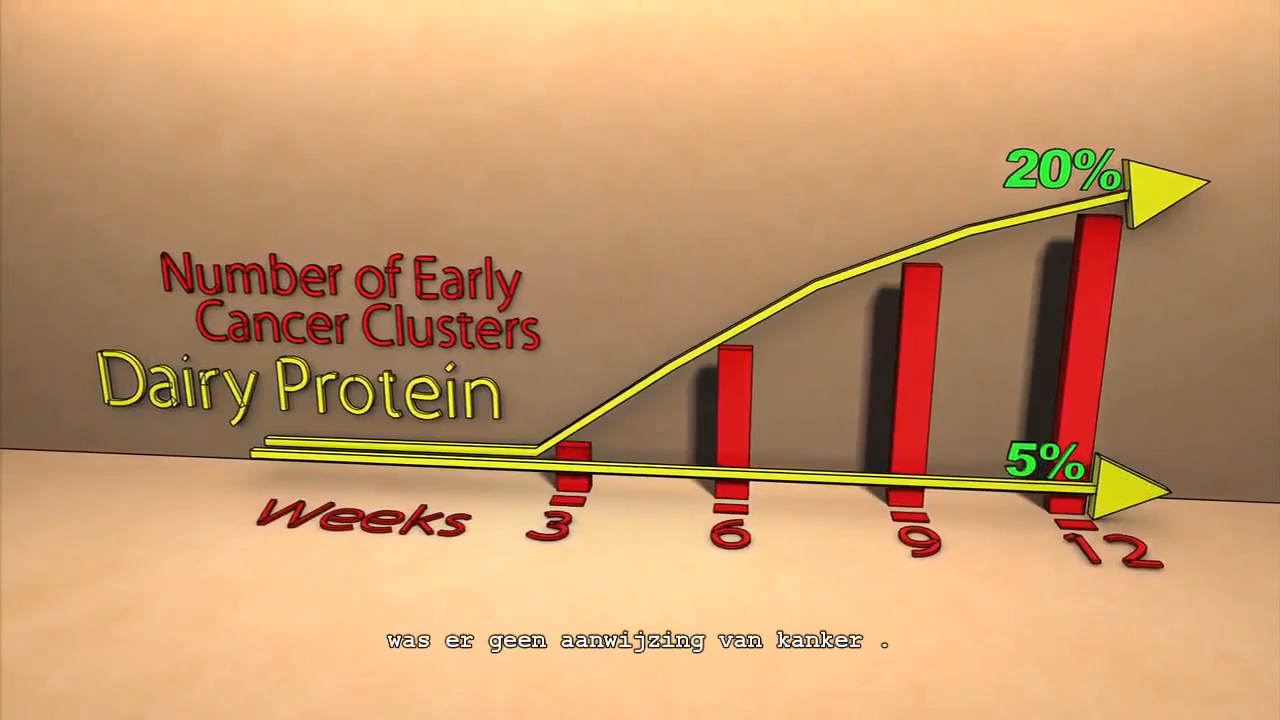 20%
Number of Early
Cancer Clusters
Dairy Protein
5%
Weeks 3 6 9 12
was er geen aanwijzing van kanker .